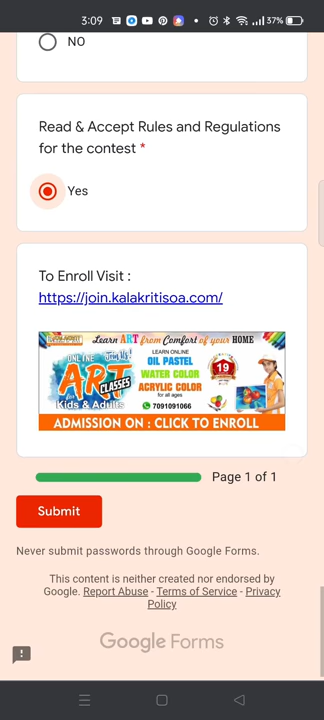 3:09
37%
NO
Read & Accept Rules and Regulations
for the contest *
Yes
To Enroll Visit :
https://join.kalakritisoa.com/
Learn ART from Comfort of your HOME
ONLINE
Join Us!
ART
CLASSES
Kids & Adults
LEARN ONLINE
OIL PASTEL
WATER COLOR
ACRYLIC COLOR
for all ages
7091091066
19
ADMISSION ON : CLICK TO ENROLL
Page 1 of 1
Submit
Never submit passwords through Google Forms.
This content is neither created nor endorsed by
Google. Report Abuse - Terms of Service - Privacy
Policy
Google Forms